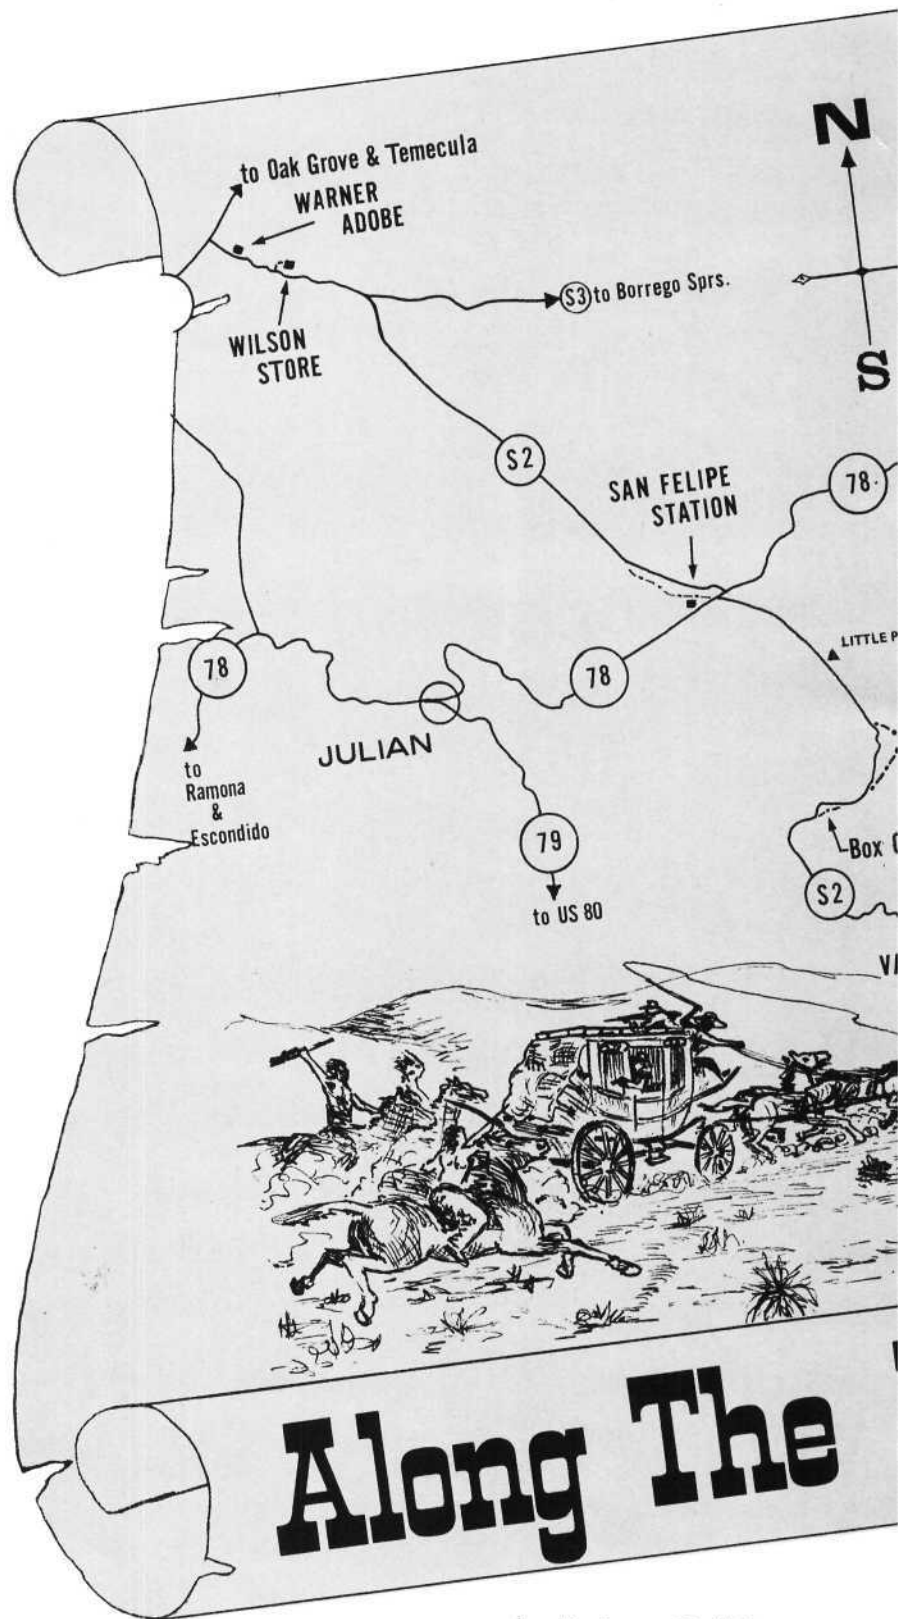 N
to Oak Grove & Temecula
WARNER
ADOBE
S3 to Borrego Sprs.
WILSON
STORE
S
S2
SAN FELIPE
STATION
78
LITTLE
78
78
JULIAN
to
Ramona
&
Escondido
79
Box
S2
to US 80
Along The